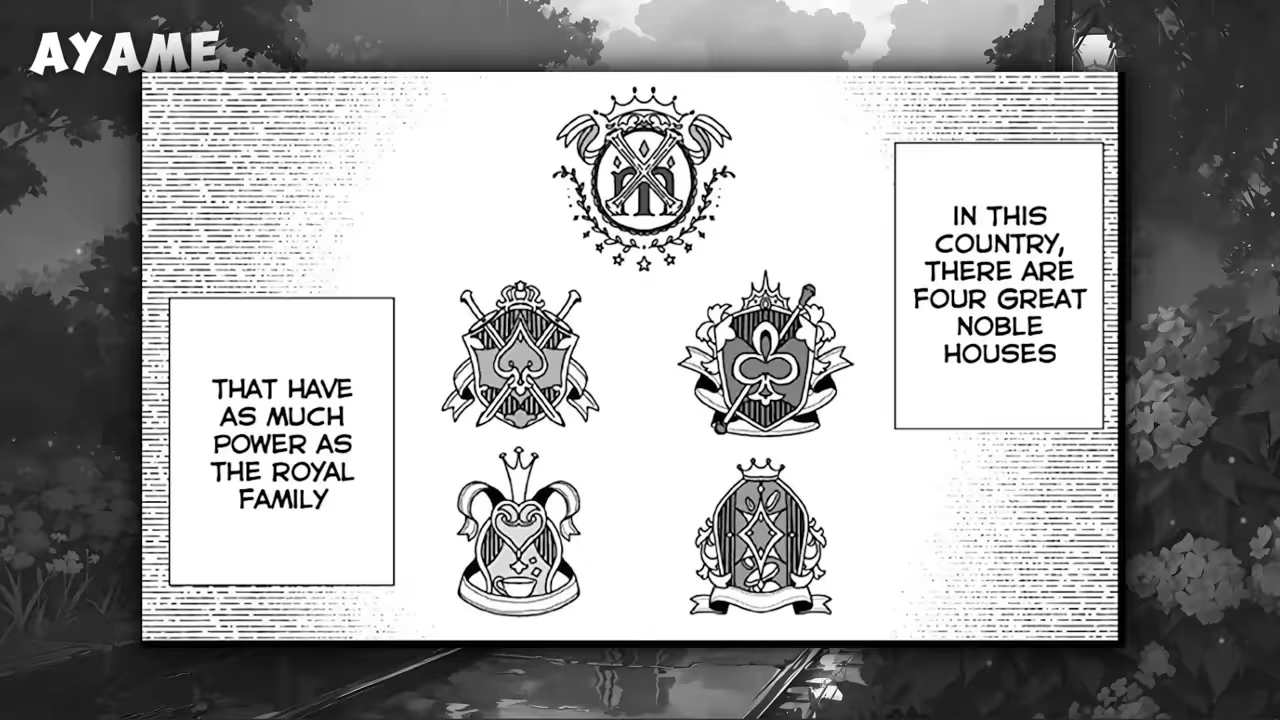 AYAME
IN THIS
COUNTRY,
THERE ARE
FOUR GREAT
NOBLE
HOUSES
m
THAT HAVE
AS MUCH
POWER AS
THE ROYAL
FAMILY